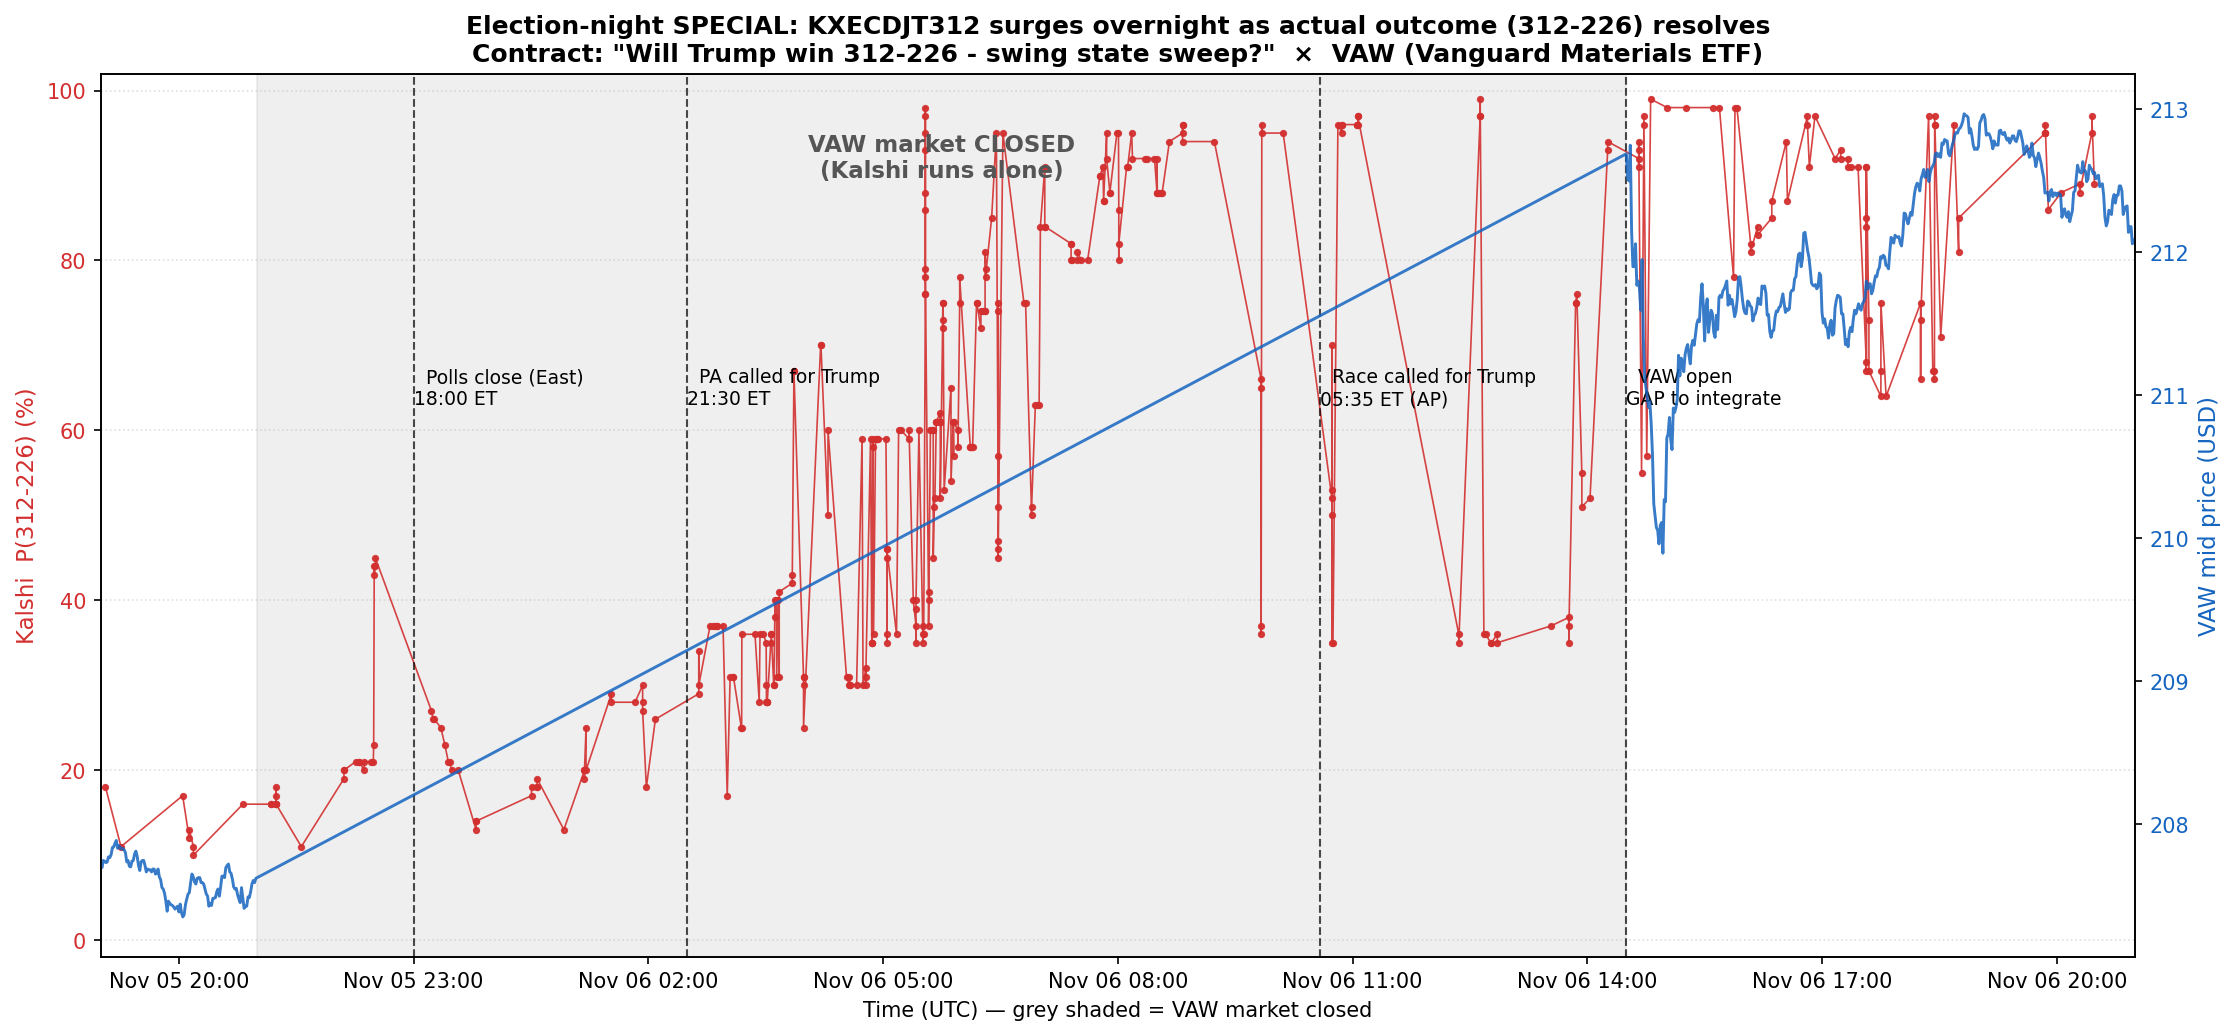 Election-night SPECIAL: KXECDJT312 surges overnight as actual outcome (312-226) resolves
Contract: "Will Trump win 312-226 - swing state sweep?" × VAW (Vanguard Materials ETF)
Kalshi P(312-226) (%)
100
80
60
40
20
0
VAW market CLOSED
(Kalshi runs alone)
Polls close (East)
18:00 ET
PA called for Trump
21:30 ET
Race called for Trump
05:35 ET (AP)
VAW open
GAP to integrate
213
212
211
210
209
208
VAW mid price (USD)
Nov 05 20:00
Nov 05 23:00
Nov 06 02:00
Nov 06 05:00
Nov 06 08:00
Nov 06 11:00
Nov 06 14:00
Nov 06 17:00
Nov 06 20:00
Time (UTC) — grey shaded = VAW market closed